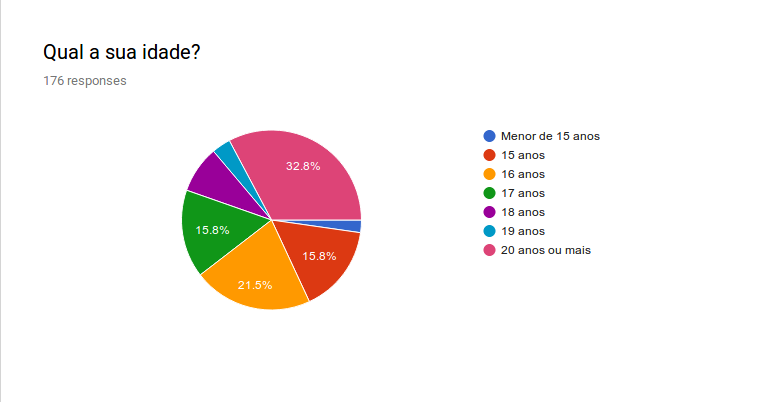 Qual a sua idade?
176 responses
32.8%
15.8%
15.8%
21.5%
Menor de 15 anos
15 anos
16 anos
17 anos
18 anos
19 anos
20 anos ou mais